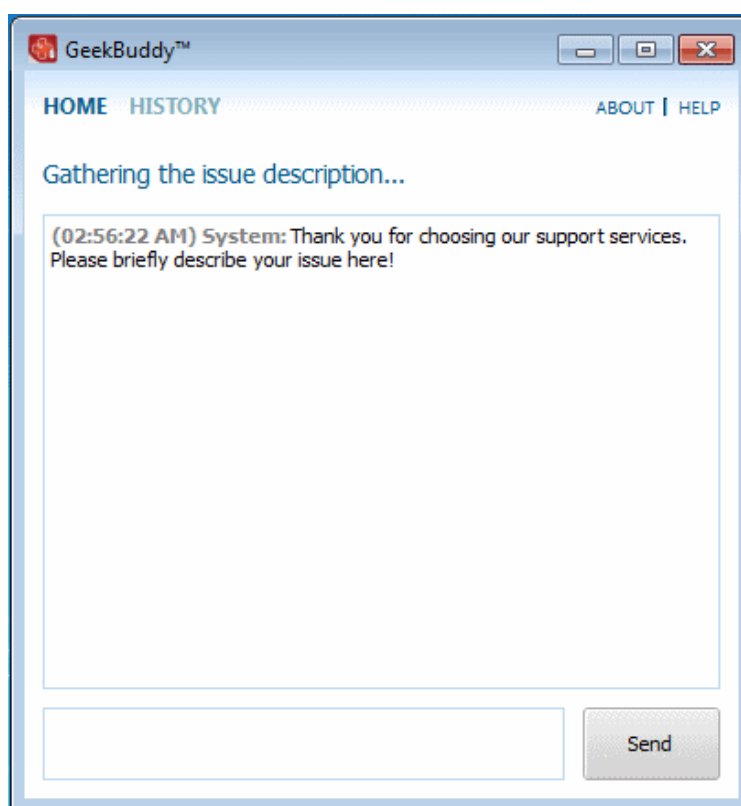 GeekBuddy™
HOME HISTORY ABOUT | HELP
Gathering the issue description...
(02:56:22 AM) System: Thank you for choosing our support services.
Please briefly describe your issue here!
Send